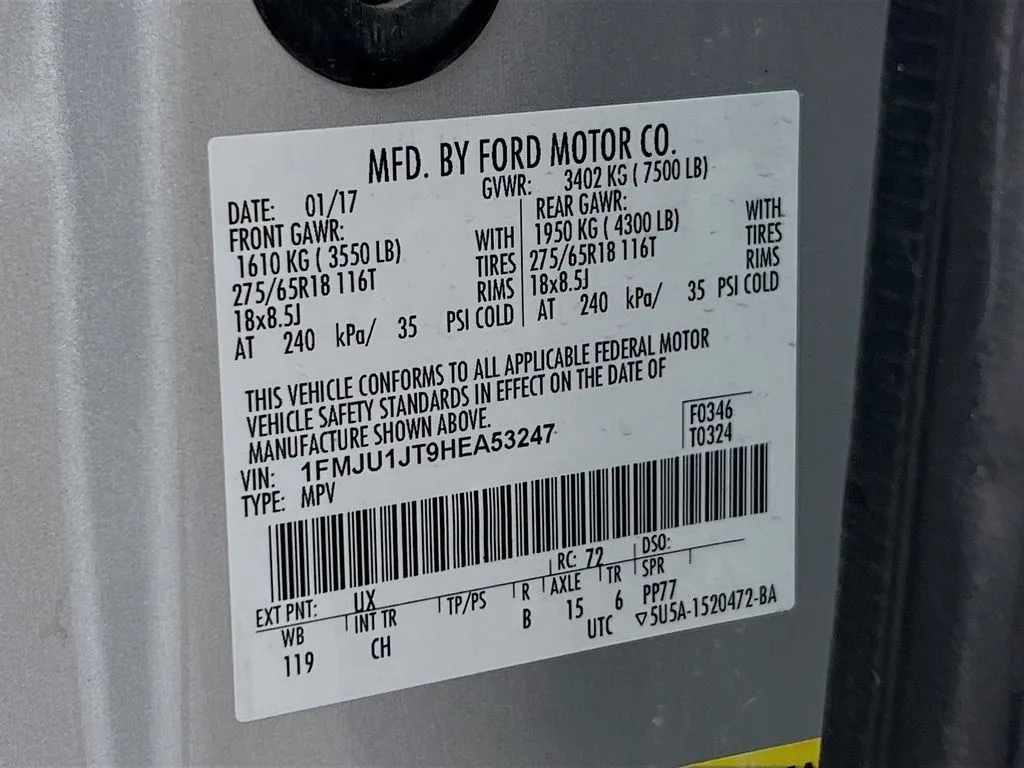 MFD. BY FORD MOTOR CO.
DATE: 01/17 GVWR: 3402 KG ( 7500 LB)
FRONT GAWR: REAR GAWR:
1610 KG ( 3550 LB) WITH 1950 KG ( 4300 LB) WITH
275/65R18 116T TIRES 275/65R18 116T TIRES
18x8.5J RIMS 18x8.5J RIMS
AT 240 kPa/ 35 PSI COLD AT 240 kPa/ 35 PSI COLD
THIS VEHICLE CONFORMS TO ALL APPLICABLE FEDERAL MOTOR
VEHICLE SAFETY STANDARDS IN EFFECT ON THE DATE OF
MANUFACTURE SHOWN ABOVE.
F0346
T0324
VIN: 1FMJU1JT9HEA53247
TYPE: MPV
EXT PNT: UX RC: 72 DSO:
WB INT TR TP/PS R AXLE TR SPR
119 CH B 15 6 PP77
UTC ▽5U5A-1520472-BA